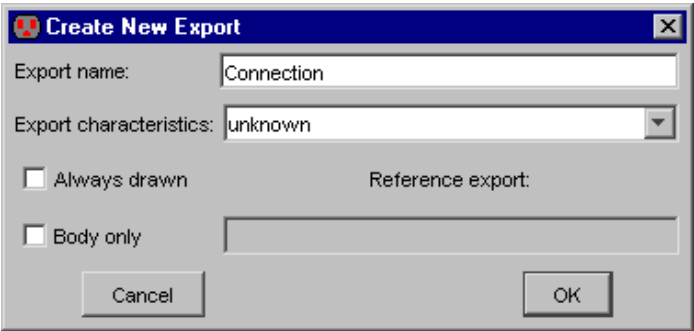 Create New Export
Export name: Connection
Export characteristics: unknown
Always drawn Reference export:
Body only
Cancel OK